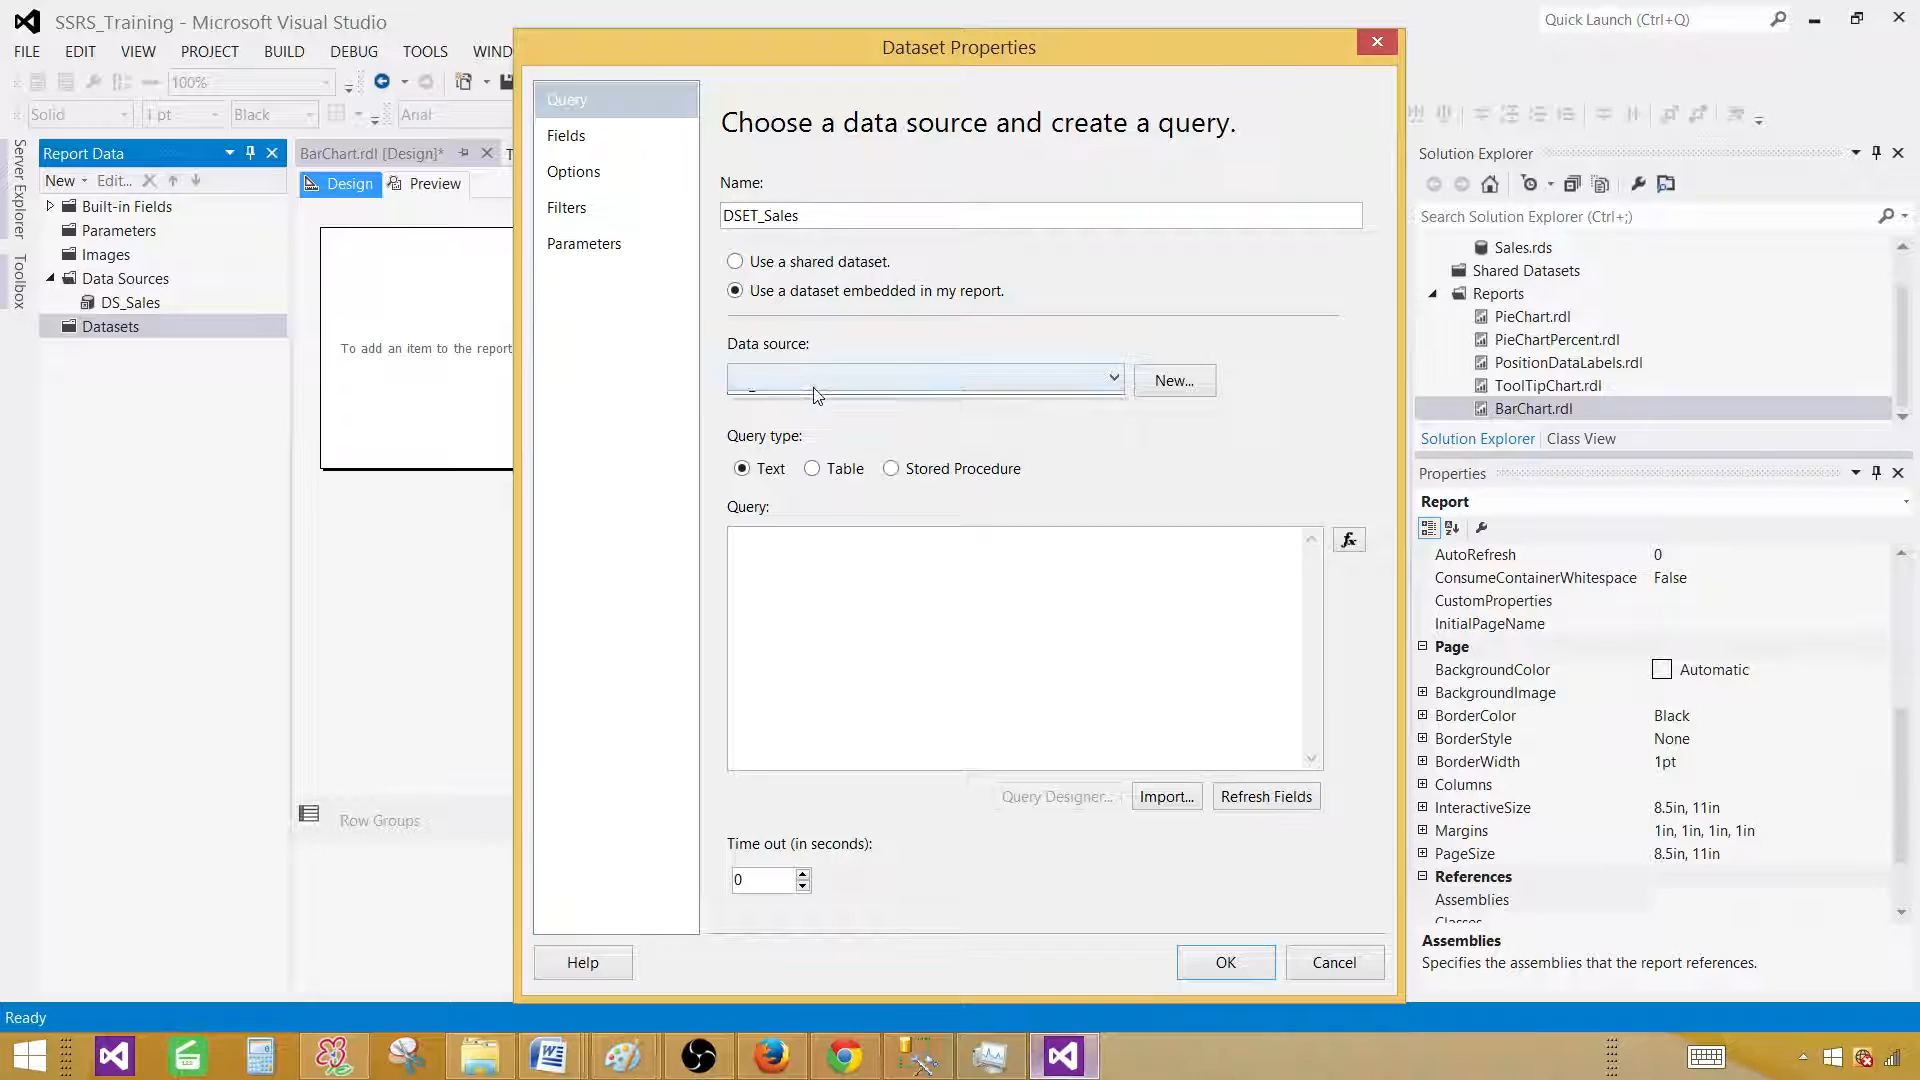 SSRS_Training - Microsoft Visual Studio
Quick Launch (Ctrl+Q)
FILE EDIT VIEW PROJECT BUILD DEBUG TOOLS WIND
100%
Solid 1 pt Black Arial
Server Explorer
Toolbox
Report Data
New Edit...
Built-in Fields
Parameters
Images
Data Sources
DS_Sales
Datasets
BarChart.rdl [Design]*
Design Preview
To add an item to the report
Row Groups
Dataset Properties
Query
Fields
Options
Filters
Parameters
Choose a data source and create a query.
Name:
DSET_Sales
Use a shared dataset.
Use a dataset embedded in my report.
Data source:
New...
Query type:
Text Table Stored Procedure
Query:
fx
Query Designer... Import... Refresh Fields
Time out (in seconds):
0
Help OK Cancel
Solution Explorer
Search Solution Explorer (Ctrl+;)
Sales.rds
Shared Datasets
Reports
PieChart.rdl
PieChartPercent.rdl
PositionDataLabels.rdl
ToolTipChart.rdl
BarChart.rdl
Solution Explorer Class View
Properties
Report
AutoRefresh 0
ConsumeContainerWhitespace False
CustomProperties
InitialPageName
Page
BackgroundColor Automatic
BackgroundImage
BorderColor Black
BorderStyle None
BorderWidth 1pt
Columns
InteractiveSize 8.5in, 11in
Margins 1in, 1in, 1in, 1in
PageSize 8.5in, 11in
References
Assemblies
Classes
Assemblies
Specifies the assemblies that the report references.
Ready